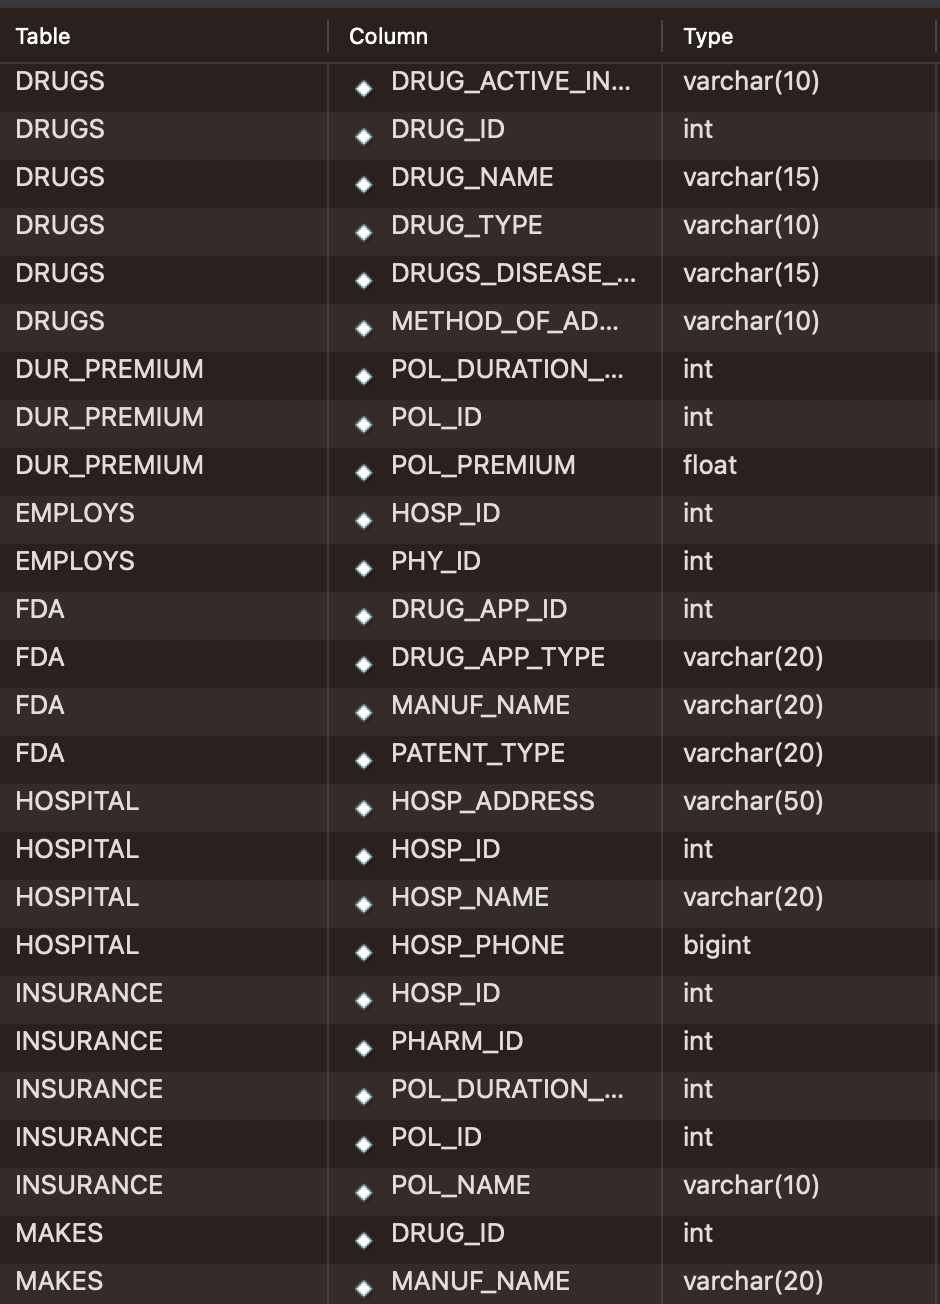 Table Column Type
DRUGS DRUG_ACTIVE_IN... varchar(10)
DRUGS DRUG_ID int
DRUGS DRUG_NAME varchar(15)
DRUGS DRUG_TYPE varchar(10)
DRUGS DRUGS_DISEASE_... varchar(15)
DRUGS METHOD_OF_AD... varchar(10)
DUR_PREMIUM POL_DURATION_... int
DUR_PREMIUM POL_ID int
DUR_PREMIUM POL_PREMIUM float
EMPLOYS HOSP_ID int
EMPLOYS PHY_ID int
FDA DRUG_APP_ID int
FDA DRUG_APP_TYPE varchar(20)
FDA MANUF_NAME varchar(20)
FDA PATENT_TYPE varchar(20)
HOSPITAL HOSP_ADDRESS varchar(50)
HOSPITAL HOSP_ID int
HOSPITAL HOSP_NAME varchar(20)
HOSPITAL HOSP_PHONE bigint
INSURANCE HOSP_ID int
INSURANCE PHARM_ID int
INSURANCE POL_DURATION_... int
INSURANCE POL_ID int
INSURANCE POL_NAME varchar(10)
MAKES DRUG_ID int
MAKES MANUF_NAME varchar(20)